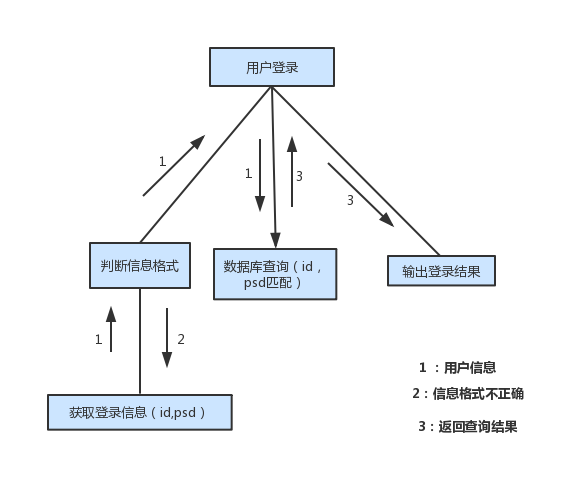 用户登录
1
1
3
3
判断信息格式
数据库查询（id，
psd匹配）
输出登录结果
1
2
获取登录信息（id,psd）
1 ：用户信息
2：信息格式不正确
3：返回查询结果